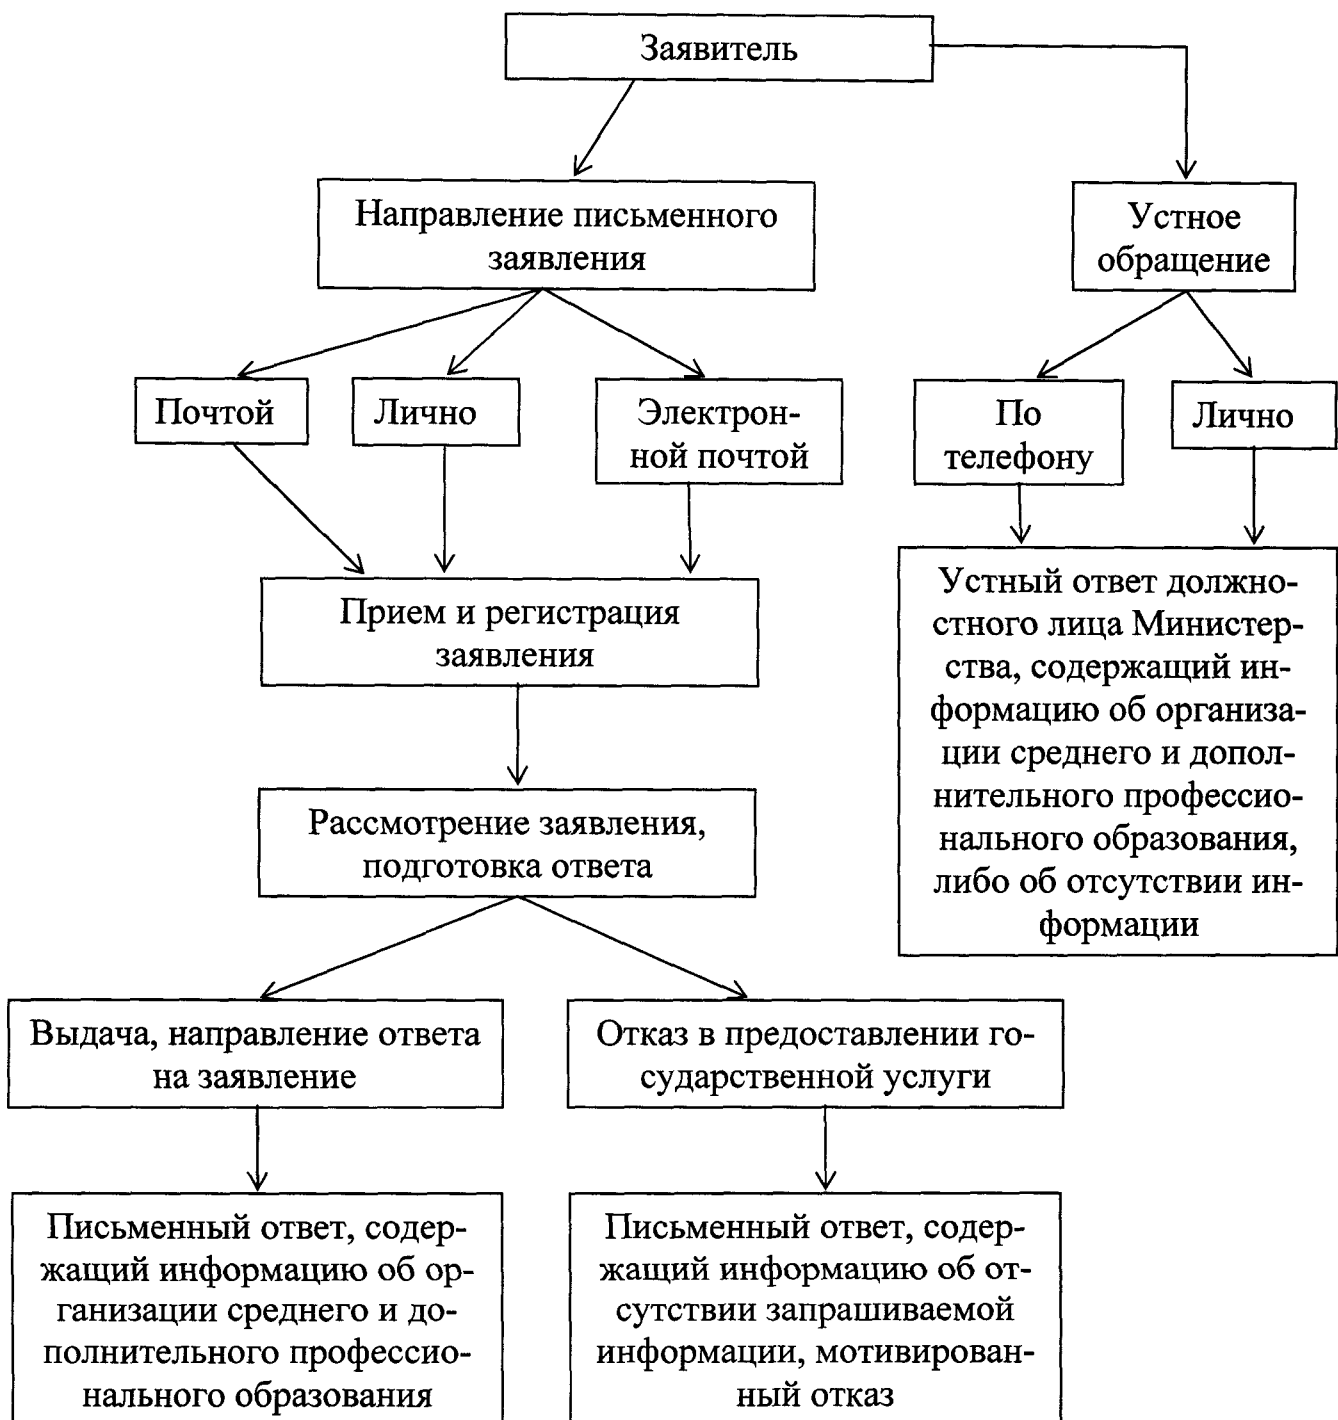 Заявитель
Направление письменного
заявления
Устное
обращение
Почтой
Лично
Электрон-
ной почтой
По
телефону
Лично
Прием и регистрация
заявления
Устный ответ должно-
стного лица Министер-
ства, содержащий ин-
формацию об организа-
ции среднего и допол-
нительного профессио-
нального образования,
либо об отсутствии ин-
формации
Рассмотрение заявления,
подготовка ответа
Выдача, направление ответа
на заявление
Отказ в предоставлении го-
сударственной услуги
Письменный ответ, содер-
жащий информацию об ор-
ганизации среднего и до-
полнительного профессио-
нального образования
Письменный ответ, содер-
жащий информацию об от-
сутствии запрашиваемой
информации, мотивирован-
ный отказ